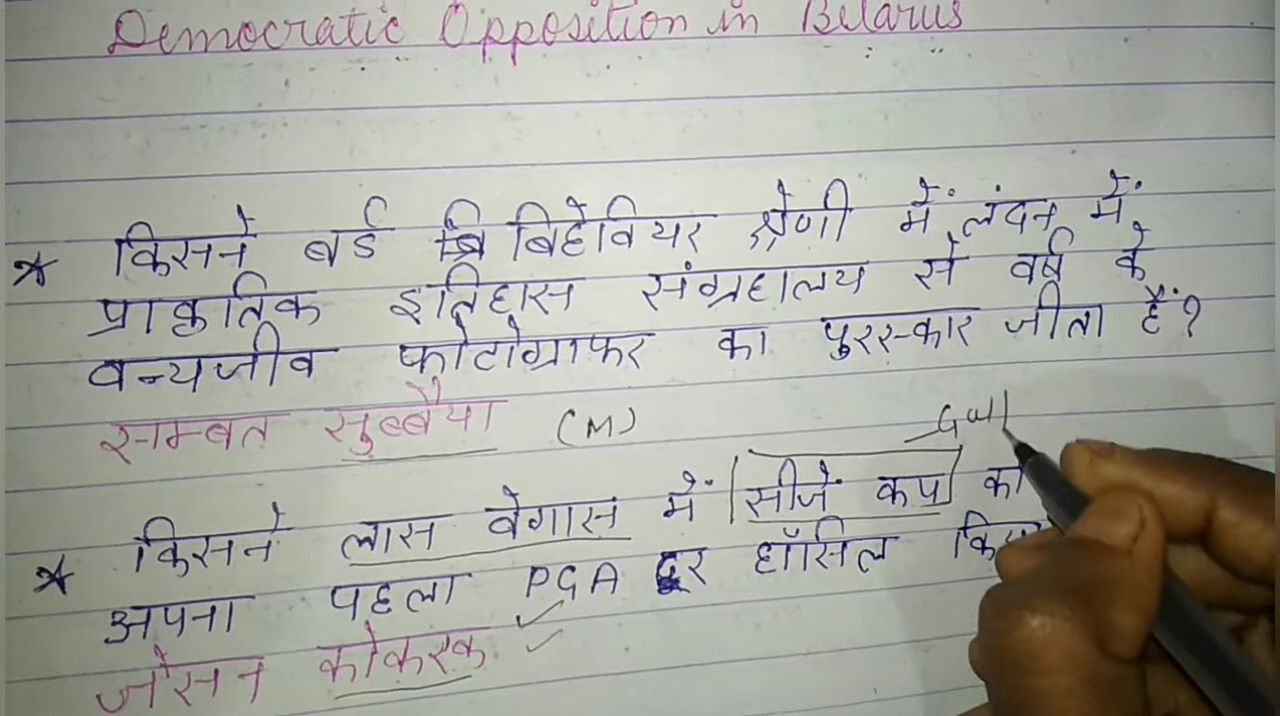 Democratic Opposition in Belarus
* किसने बर्ड बिहेवियर श्रेणी में लंदन में
प्राकृतिक इतिहास संग्रहालय से वर्ष के
वन्यजीव फोटोग्राफर का पुरस्कार जीता है?
सम्बत सुब्बैया (M)
* किसने लास वेगास में सीजे कप का
अपना पहला PGA टूर हॉसिल
जेसन कोकरक